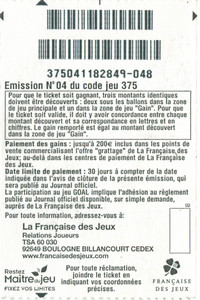 375041182849-048
Emission N°04 du code jeu 375
Pour que le ticket soit gagnant, trois montants identiques
doivent être découverts : deux sous les ballons dans la zone
de jeu principale et un dans la zone de jeu "Gain". Pour que
le ticket soit valide, il doit y avoir concordance entre chaque
montant découvert et sa correspondance en lettres et en
chiffres. Le gain remporté est égal au montant découvert
dans la zone de jeu "Gain".
Paiement des gains : jusqu'à 200€ inclus dans les points de
vente commercialisant l'offre "grattage" de La Française des
Jeux; au-delà dans les centres de paiement de La Française
des Jeux.
Date limite de paiement : 30 jours à compter de la date
indiquée dans l'avis de clôture de la présente émission, qui
sera publié au Journal officiel.
La participation au jeu GOAL implique l'adhésion au règlement
publié au Journal officiel disponible, sur simple demande,
auprès de La Française des Jeux.
Pour toute information, adressez-vous à:
La Française des Jeux
Relations Joueurs
TSA 60 030
92649 BOULOGNE BILLANCOURT CEDEX
www.francaisedesjeux.com
Restez
Maître du jeu
FIXEZ VOS LIMITES
Pour toute réclamation,
joindre le ticket en
indiquant vos coordonnées
précises.
FRANÇAISE
DES JEUX